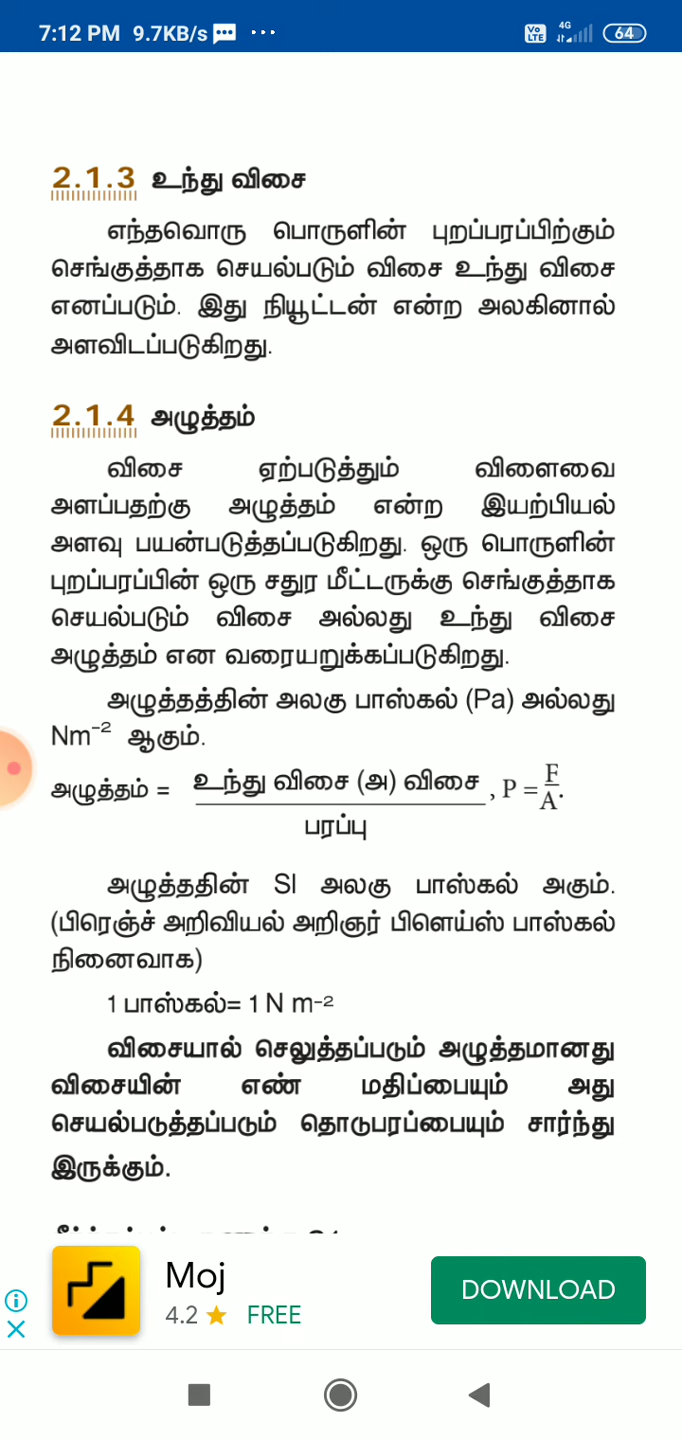 7:12 PM 9.7KB/s ... Vo LTE 4G 64
2.1.3 உந்து விசை
எந்தவொரு பொருளின் புறப்பரப்பிற்கும்
செங்குத்தாக செயல்படும் விசை உந்து விசை
எனப்படும். இது நியூட்டன் என்ற அலகினால்
அளவிடப்படுகிறது.
2.1.4 அழுத்தம்
விசை ஏற்படுத்தும் விளைவை
அளப்பதற்கு அழுத்தம் என்ற இயற்பியல்
அளவு பயன்படுத்தப்படுகிறது. ஒரு பொருளின்
புறப்பரப்பின் ஒரு சதுர மீட்டருக்கு செங்குத்தாக
செயல்படும் விசை அல்லது உந்து விசை
அழுத்தம் என வரையறுக்கப்படுகிறது.
அழுத்தத்தின் அலகு பாஸ்கல் (Pa) அல்லது
Nm⁻² ஆகும்.
அழுத்தம் = உந்து விசை (அ) விசை / பரப்பு , P = F/A.
அழுத்ததின் SI அலகு பாஸ்கல் அகும்.
(பிரெஞ்ச் அறிவியல் அறிஞர் பிளெய்ஸ் பாஸ்கல்
நினைவாக)
1 பாஸ்கல்= 1 N m⁻²
விசையால் செலுத்தப்படும் அழுத்தமானது
விசையின் எண் மதிப்பையும் அது
செயல்படுத்தப்படும் தொடுபரப்பையும் சார்ந்து
இருக்கும்.
Moj
4.2 ★ FREE
DOWNLOAD